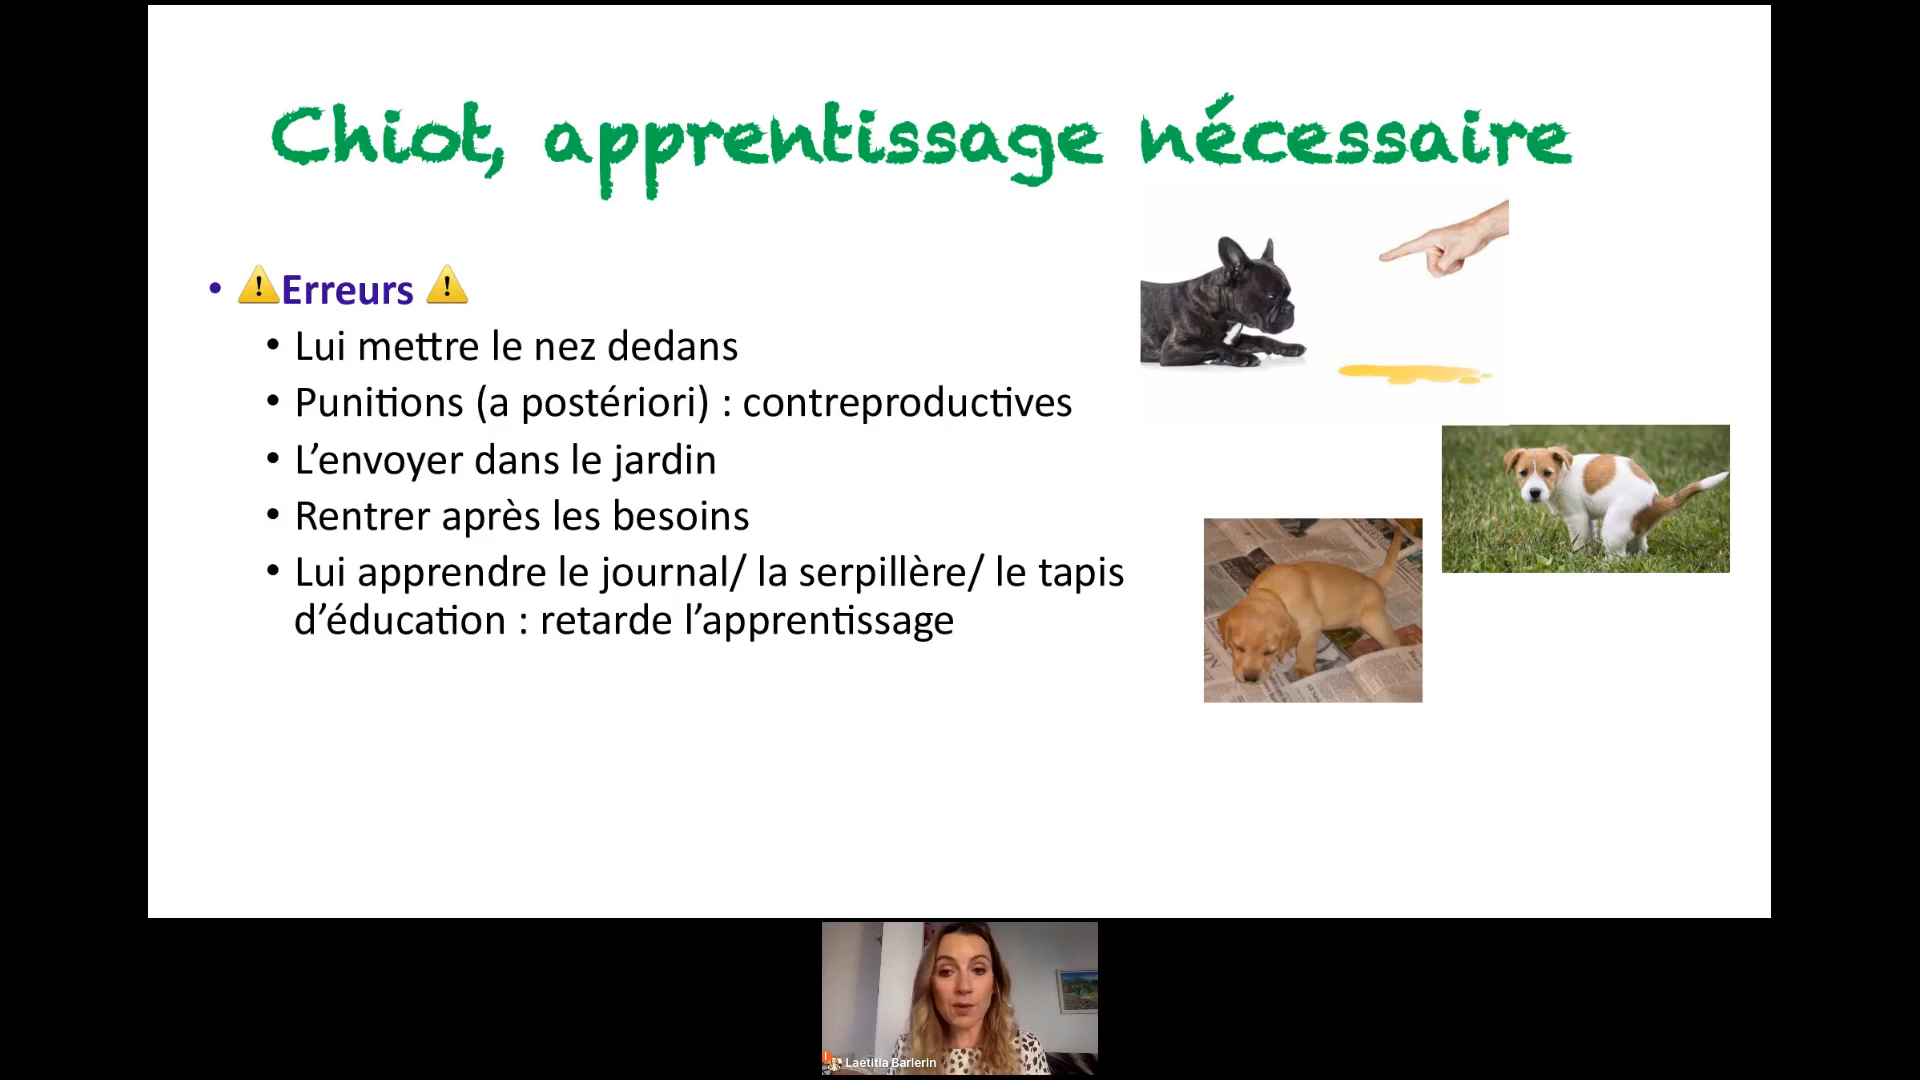 Chiot, apprentissage nécessaire
• ⚠Erreurs ⚠
• Lui mettre le nez dedans
• Punitions (a postériori) : contreproductives
• L’envoyer dans le jardin
• Rentrer après les besoins
• Lui apprendre le journal/ la serpillère/ le tapis
d’éducation : retarde l’apprentissage
Laetitia Barlerin